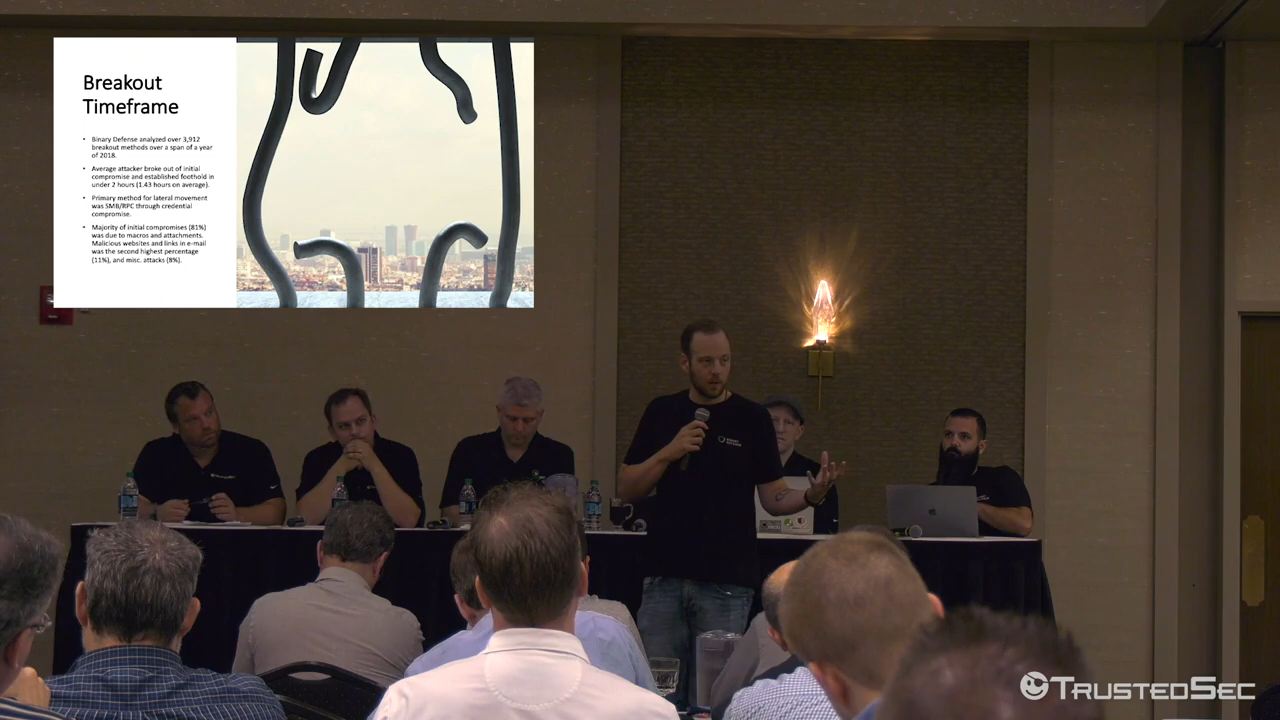 Breakout
Timeframe
• Binary Defense analyzed over 3,912
breakout methods over a span of a year
of 2018.
• Average attacker broke out of initial
compromise and established foothold in
under 2 hours (1.43 hours on average).
• Primary method for lateral movement
was SMB/RPC through credential
compromise.
• Majority of initial compromises (81%)
was due to macros and attachments.
Malicious websites and links in e-mail
was the second highest percentage
(11%), and misc. attacks (8%).
BINARY
DEFENSE
TRUSTEDSEC